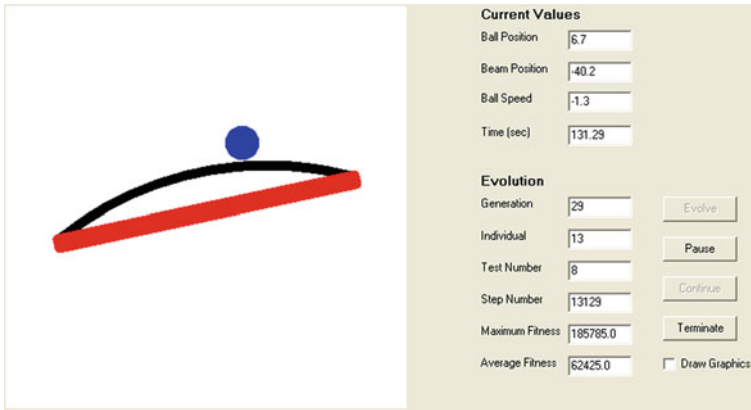 Current Values
Ball Position 6.7
Beam Position -40.2
Ball Speed -1.3
Time (sec) 131.29
Evolution
Generation 29 Evolve
Individual 13
Pause
Test Number 8
Continue
Step Number 13129
Maximum Fitness 185785.0 Terminate
Average Fitness 62425.0 Draw Graphics